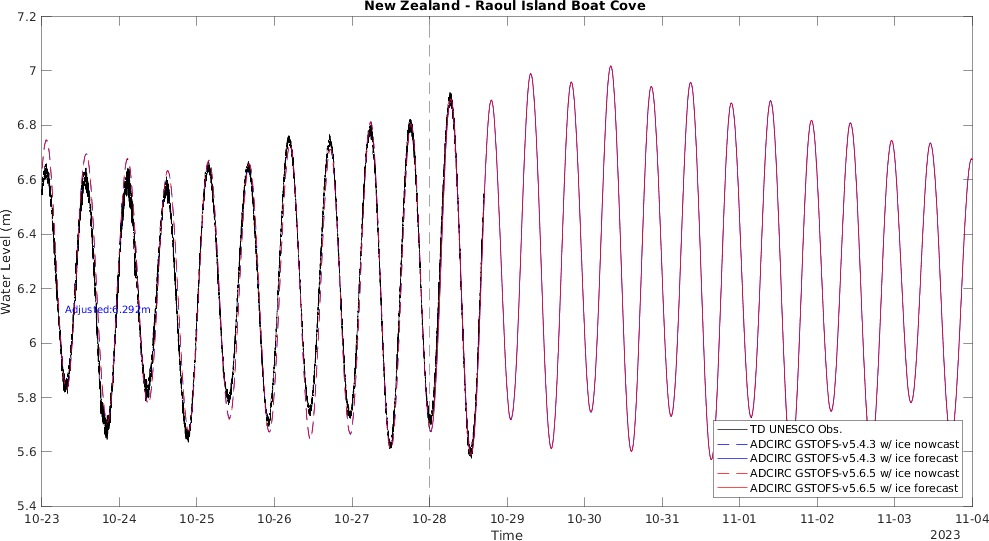 New Zealand - Raoul Island Boat Cove
7.2
7
6.8
6.6
6.4
6.2
6
5.8
5.6
5.4
Water Level (m)
Adjusted:6.292m
TD UNESCO Obs.
ADCIRC GSTOFS-v5.4.3 w/ ice nowcast
ADCIRC GSTOFS-v5.4.3 w/ ice forecast
ADCIRC GSTOFS-v5.6.5 w/ ice nowcast
ADCIRC GSTOFS-v5.6.5 w/ ice forecast
10-23 10-24 10-25 10-26 10-27 10-28 10-29 10-30 10-31 11-01 11-02 11-03 11-04
Time
2023